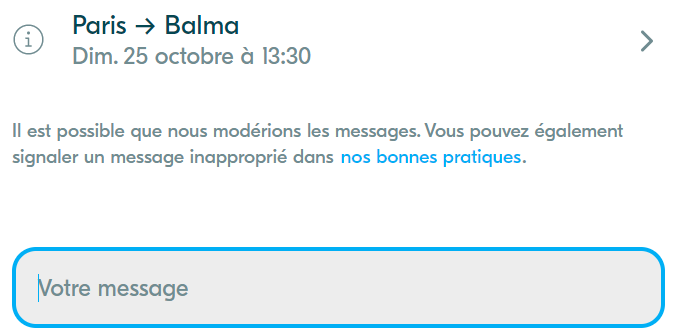 Paris → Balma
Dim. 25 octobre à 13:30
Il est possible que nous modérions les messages. Vous pouvez également
signaler un message inapproprié dans nos bonnes pratiques.
Votre message